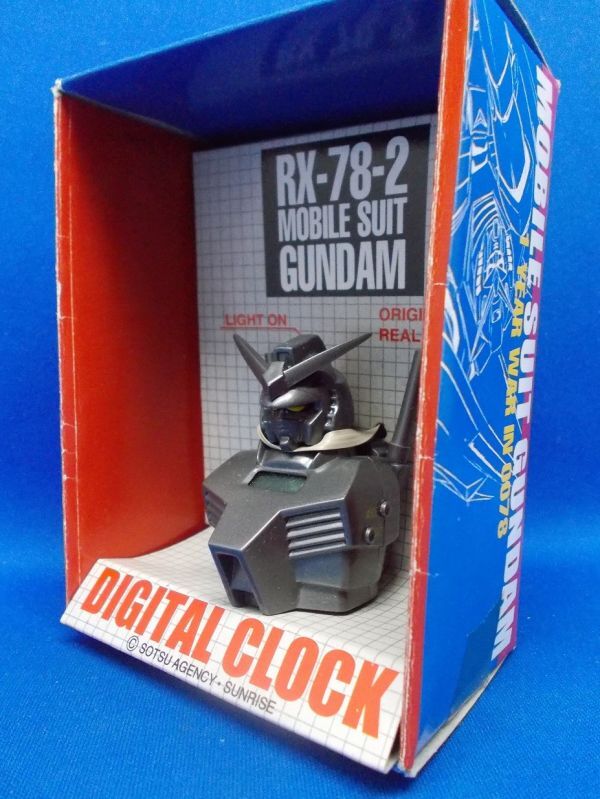 RX-78-2
MOBILE SUIT
GUNDAM
LIGHT ON
ORIGI
REAL
DIGITAL CLOCK
© SOTSU AGENCY • SUNRISE
MOBILE SUIT GUNDAM
1 YEAR WAR IN 0078